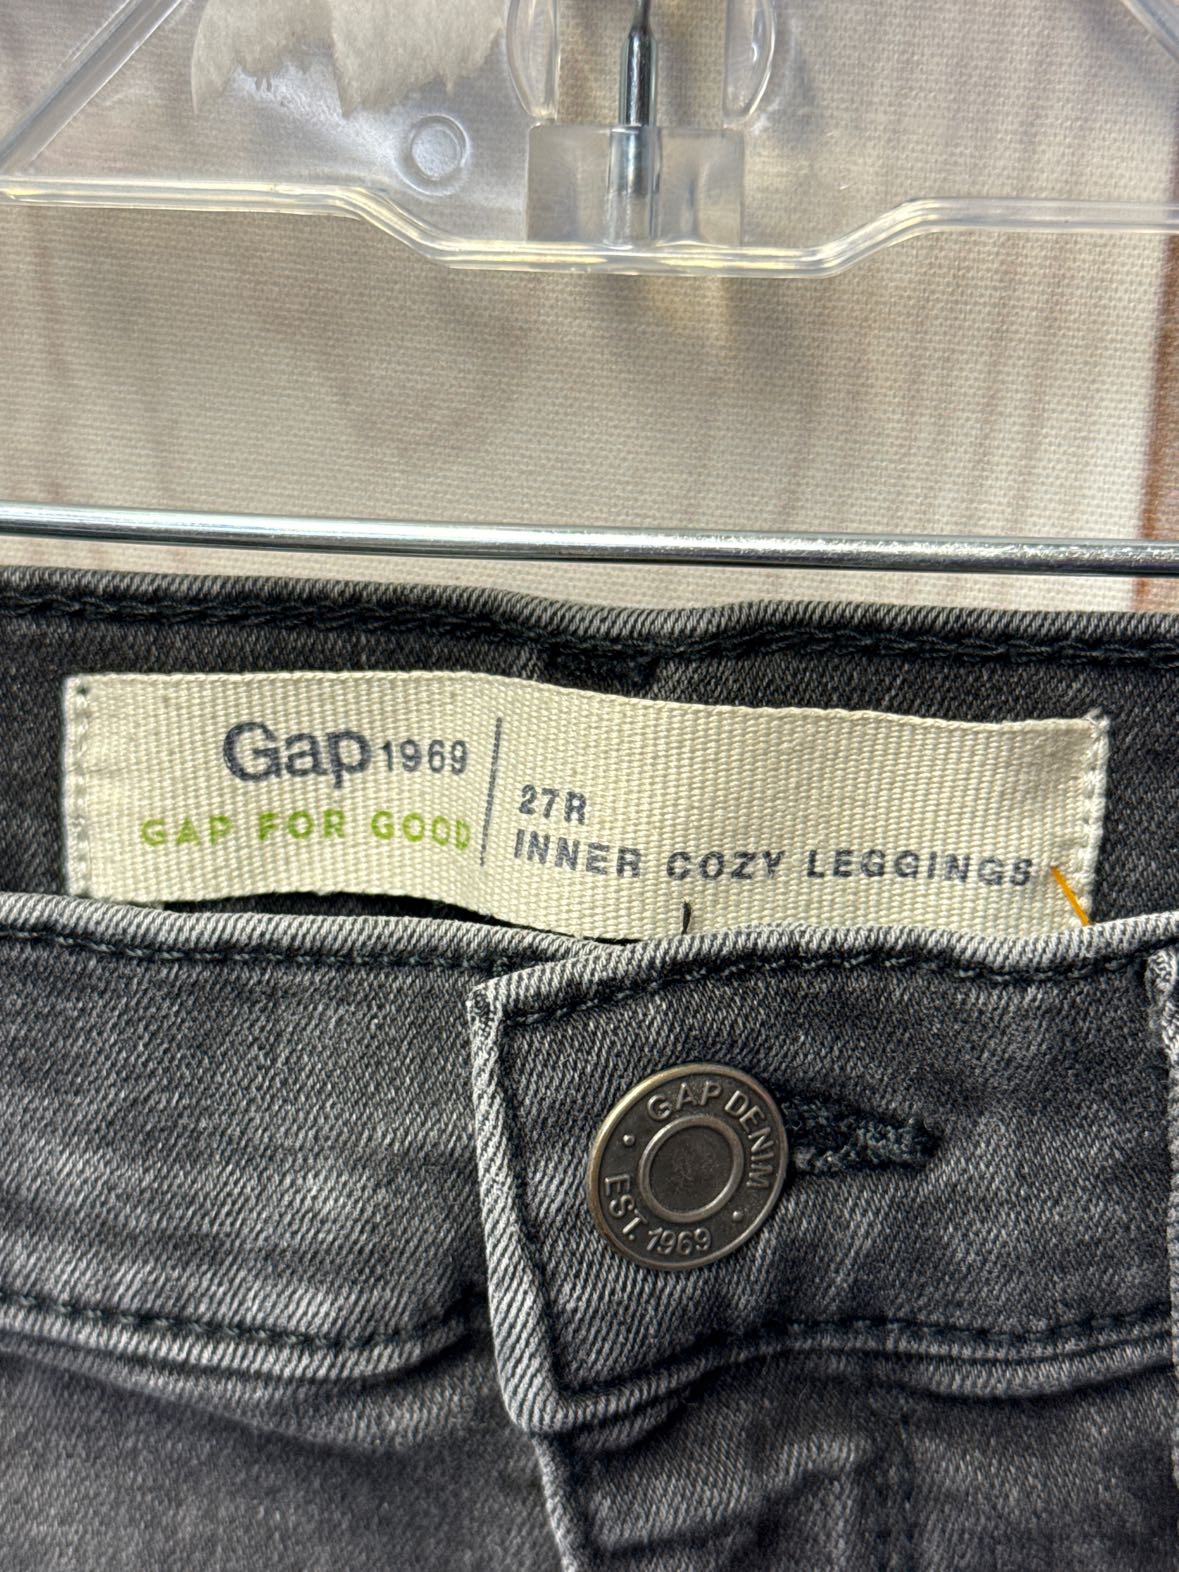 Gap 1969
GAP FOR GOOD
27R
INNER COZY LEGGINGS
GAP DENIM
EST. 1969